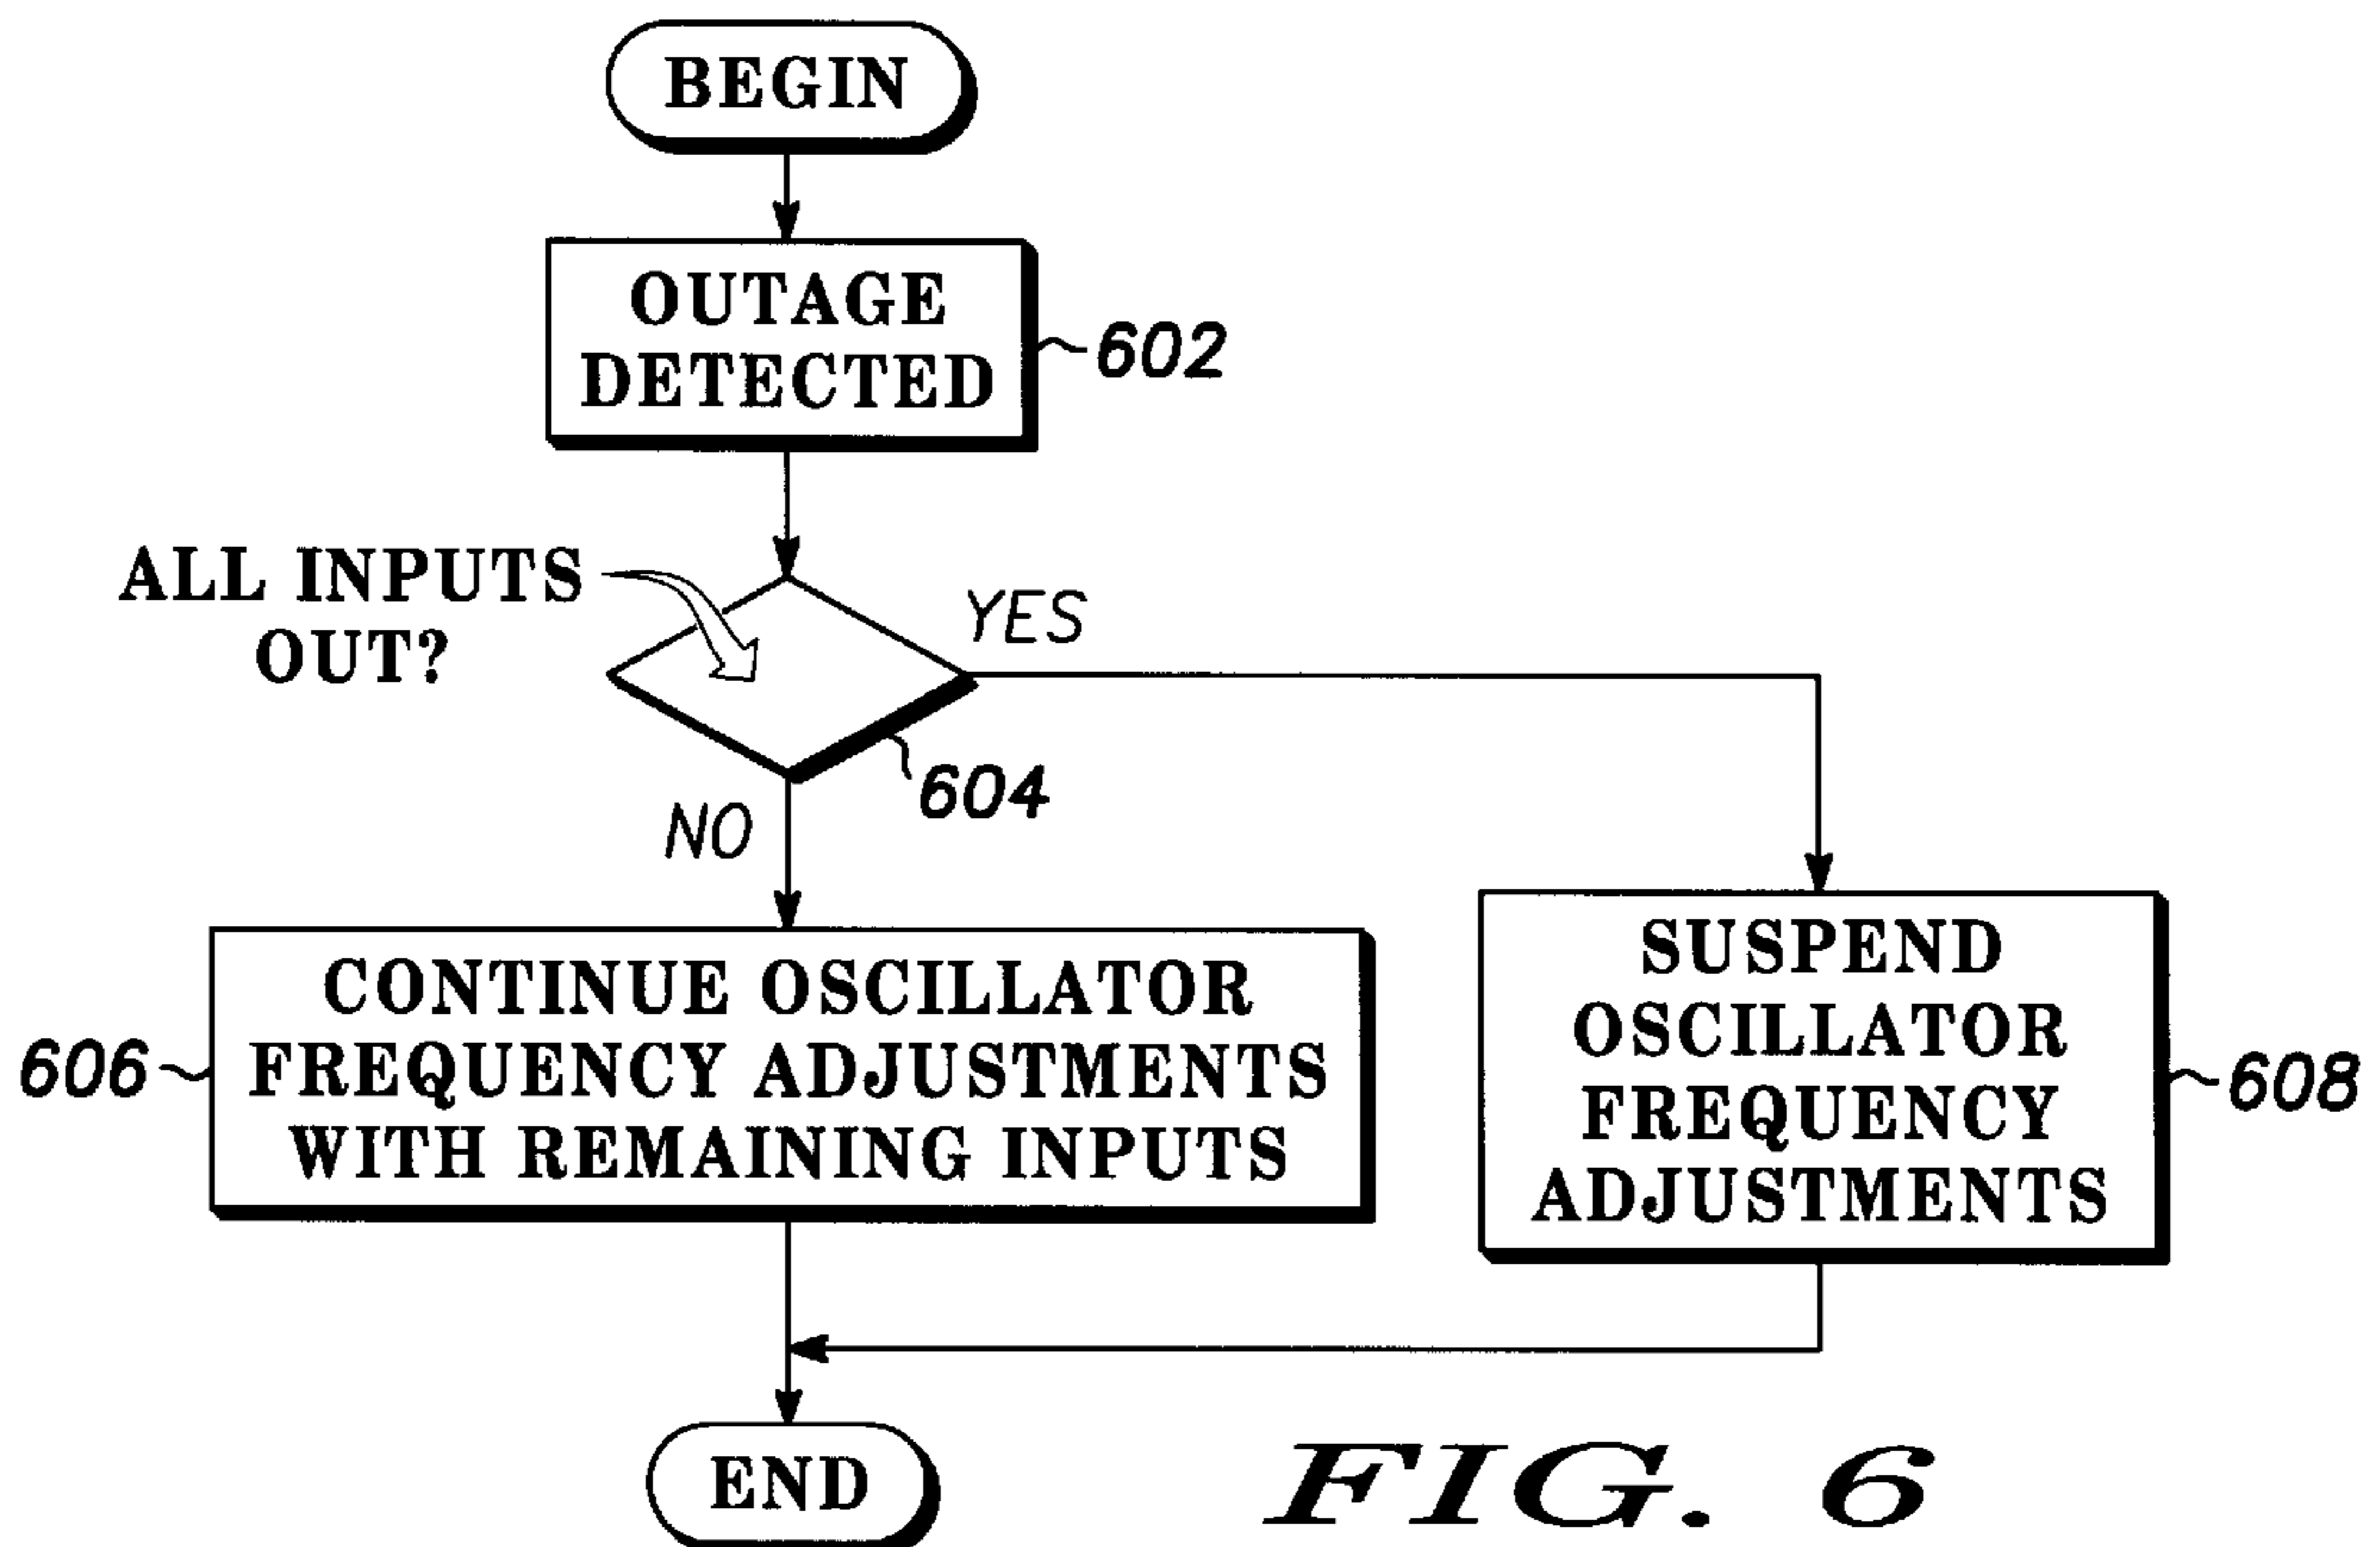 BEGIN
OUTAGE
DETECTED
602
ALL INPUTS
OUT?
YES
604
NO
CONTINUE OSCILLATOR
FREQUENCY ADJUSTMENTS
WITH REMAINING INPUTS
606
SUSPEND
OSCILLATOR
FREQUENCY
ADJUSTMENTS
608
END
FIG. 6